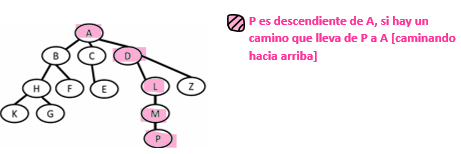 A
P es descendiente de A, si hay un
camino que lleva de P a A [caminando
hacia arriba]
B C D
H F E L Z
K G M
P